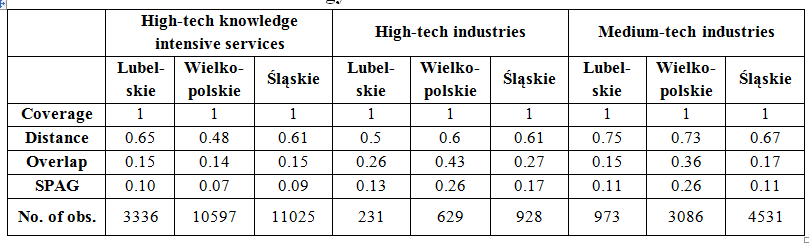 High-tech knowledge intensive services High-tech industries Medium-tech industries
Lubel-skie Wielko-polskie Śląskie Lubel-skie Wielko-polskie Śląskie Lubel-skie Wielko-polskie Śląskie
Coverage 1 1 1 1 1 1 1 1 1
Distance 0.65 0.48 0.61 0.5 0.6 0.61 0.75 0.73 0.67
Overlap 0.15 0.14 0.15 0.26 0.43 0.27 0.15 0.36 0.17
SPAG 0.10 0.07 0.09 0.13 0.26 0.17 0.11 0.26 0.11
No. of obs. 3336 10597 11025 231 629 928 973 3086 4531